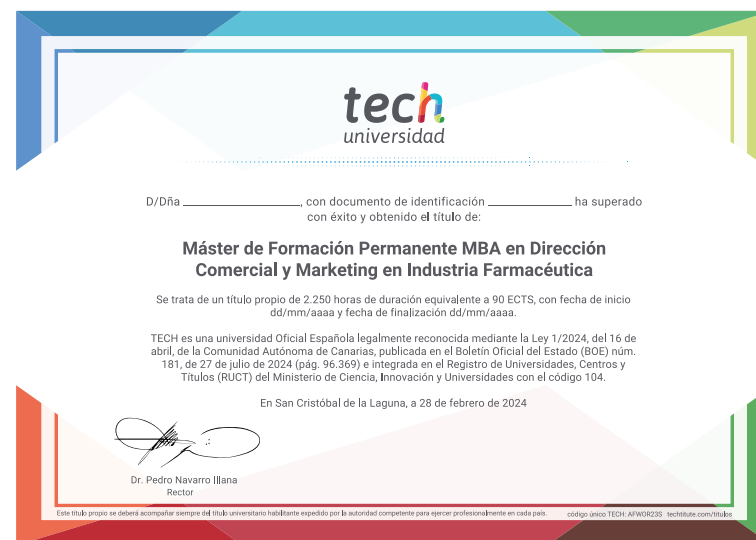 tech
universidad
D/Dña ____________________, con documento de identificación ______________ ha superado
con éxito y obtenido el título de:
Máster de Formación Permanente MBA en Dirección
Comercial y Marketing en Industria Farmacéutica
Se trata de un título propio de 2.250 horas de duración equivalente a 90 ECTS, con fecha de inicio
dd/mm/aaaa y fecha de finalización dd/mm/aaaa.
TECH es una universidad Oficial Española legalmente reconocida mediante la Ley 1/2024, del 16 de
abril, de la Comunidad Autónoma de Canarias, publicada en el Boletín Oficial del Estado (BOE) núm.
181, de 27 de julio de 2024 (pág. 96.369) e integrada en el Registro de Universidades, Centros y
Títulos (RUCT) del Ministerio de Ciencia, Innovación y Universidades con el código 104.
En San Cristóbal de la Laguna, a 28 de febrero de 2024
Dr. Pedro Navarro Illana
Rector
Este título propio se deberá acompañar siempre del título universitario habilitante expedido por la autoridad competente para ejercer profesionalmente en cada país. código único TECH: AFWOR23S techtitute.com/titulos